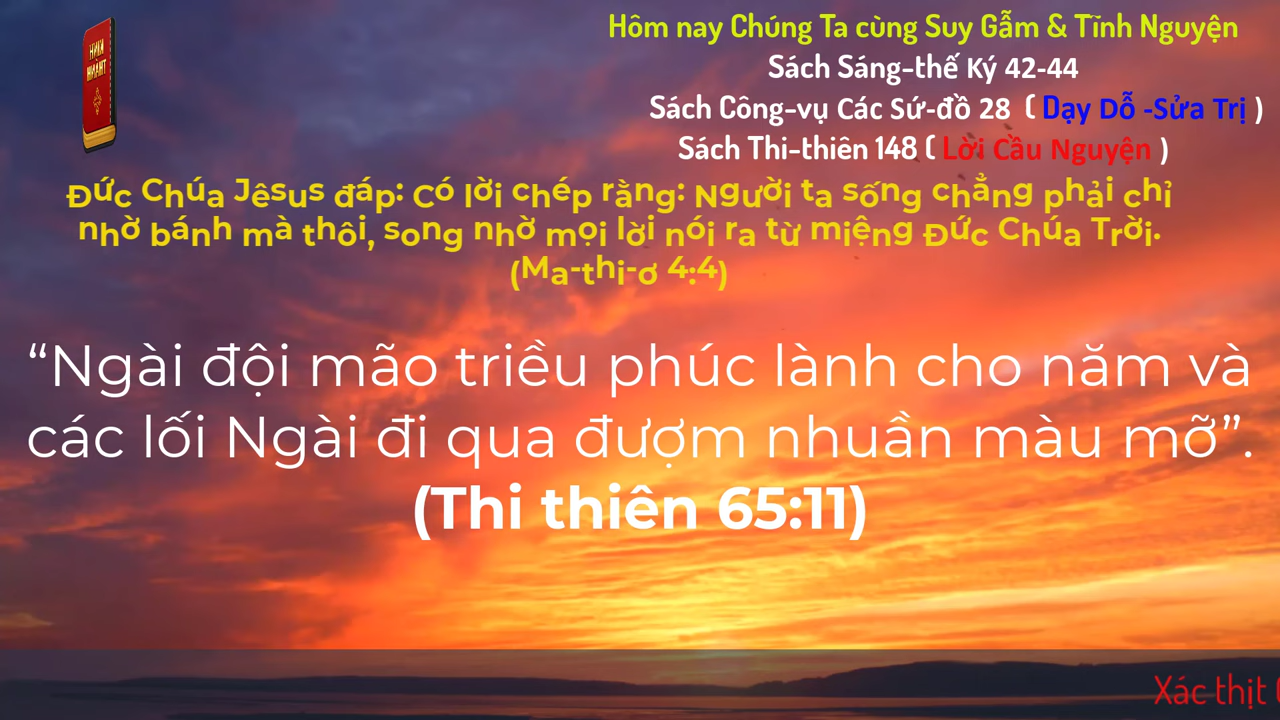 Hôm nay Chúng Ta cùng Suy Gẫm & Tĩnh Nguyện
Sách Sáng-thế Ký 42-44
Sách Công-vụ Các Sứ-đồ 28 ( Dạy Dỗ -Sửa Trị )
Sách Thi-thiên 148 ( Lời Cầu Nguyện )
Đức Chúa Jêsus đáp: Có lời chép rằng: Người ta sống chẳng phải chỉ
nhờ bánh mà thôi, song nhờ mọi lời nói ra từ miệng Đức Chúa Trời.
(Ma-thi-ơ 4:4)
“Ngài đội mão triều phúc lành cho năm và
các lối Ngài đi qua đượm nhuần màu mỡ”.
(Thi thiên 65:11)
Xác thịt